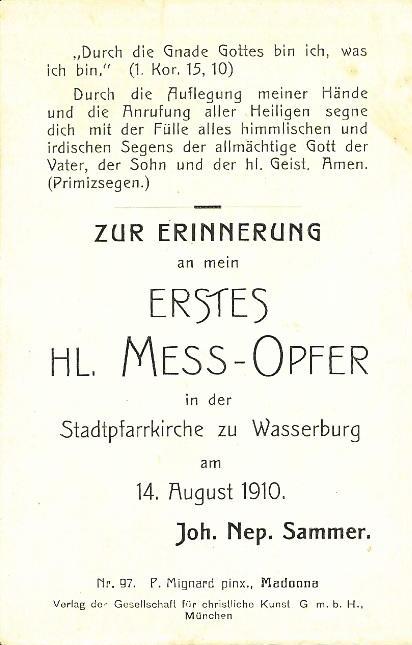 „Durch die Gnade Gottes bin ich, was
ich bin.“ (1. Kor. 15, 10)
Durch die Auflegung meiner Hände
und die Anrufung aller Heiligen segne
dich mit der Fülle alles himmlischen und
irdischen Segens der allmächtige Gott der
Vater, der Sohn und der hl. Geist. Amen.
(Primizsegen.)
ZUR ERINNERUNG
an mein
ERSTES
HL. MESS-OPFER
in der
Stadtpfarrkirche zu Wasserburg
am
14. August 1910.
Joh. Nep. Sammer.
Nr. 97. P. Mignard pinx., Madonna
Verlag der Gesellschaft für christliche Kunst G m. b. H.,
München